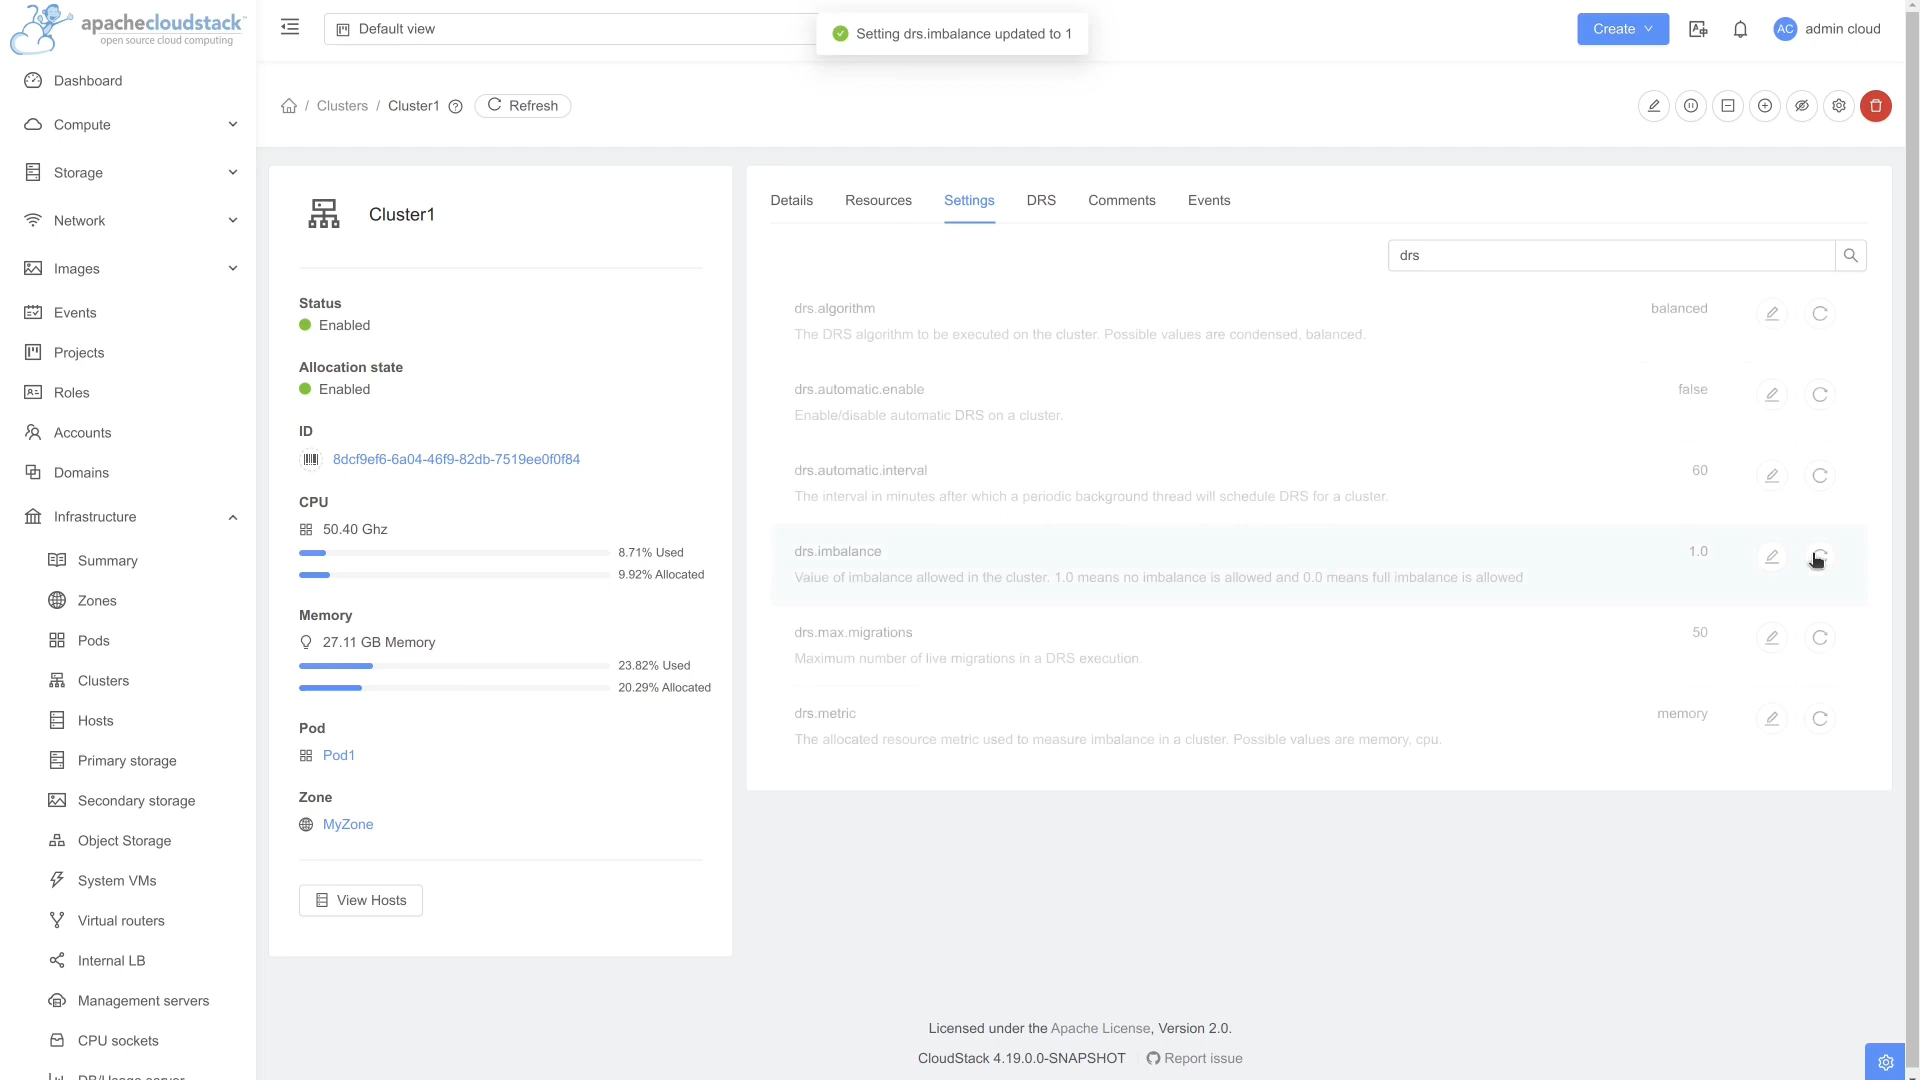 apachecloudstack™
open source cloud computing
Default view
Setting drs.imbalance updated to 1
Create
AC
admin cloud
/ Clusters / Cluster1
Refresh
Dashboard
Compute
Storage
Network
Images
Events
Projects
Roles
Accounts
Domains
Infrastructure
Summary
Zones
Pods
Clusters
Hosts
Primary storage
Secondary storage
Object Storage
System VMs
Virtual routers
Internal LB
Management servers
CPU sockets
DB/Usage server
Cluster1
Status
Enabled
Allocation state
Enabled
ID
8dcf9ef6-6a04-46f9-82db-7519ee0f0f84
CPU
50.40 Ghz
8.71% Used
9.92% Allocated
Memory
27.11 GB Memory
23.82% Used
20.29% Allocated
Pod
Pod1
Zone
MyZone
View Hosts
Details
Resources
Settings
DRS
Comments
Events
drs
drs.algorithm
balanced
The DRS algorithm to be executed on the cluster. Possible values are condensed, balanced.
drs.automatic.enable
false
Enable/disable automatic DRS on a cluster.
drs.automatic.interval
60
The interval in minutes after which a periodic background thread will schedule DRS for a cluster.
drs.imbalance
1.0
Value of imbalance allowed in the cluster. 1.0 means no imbalance is allowed and 0.0 means full imbalance is allowed
drs.max.migrations
50
Maximum number of live migrations in a DRS execution.
drs.metric
memory
The allocated resource metric used to measure imbalance in a cluster. Possible values are memory, cpu.
Licensed under the Apache License, Version 2.0.
CloudStack 4.19.0.0-SNAPSHOT
Report issue